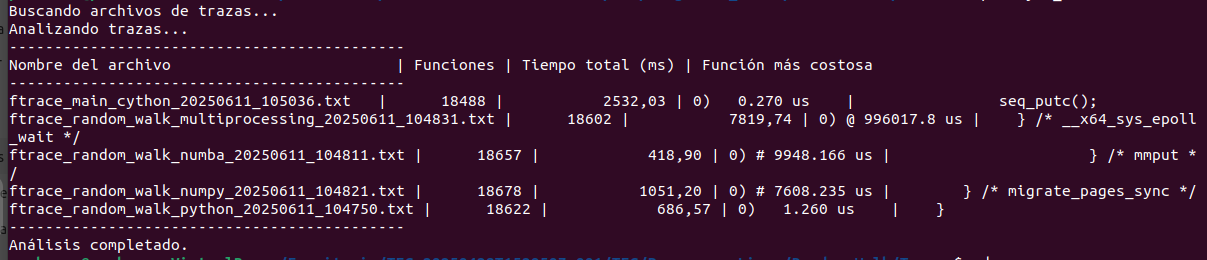 Buscando archivos de trazas...
Analizando trazas...
--------------------------------------------
Nombre del archivo                         | Funciones | Tiempo total (ms) | Función más costosa
--------------------------------------------
ftrace_main_cython_20250611_105036.txt   |      18488 |           2532,03 | 0)   0.270 us    |                seq_putc();
ftrace_random_walk_multiprocessing_20250611_104831.txt |      18602 |           7819,74 | 0) @ 996017.8 us |    } /* __x64_sys_epoll
_wait */
ftrace_random_walk_numba_20250611_104811.txt |      18657 |            418,90 | 0) # 9948.166 us |                      } /* mmput *
/
ftrace_random_walk_numpy_20250611_104821.txt |      18678 |           1051,20 | 0) # 7608.235 us |        } /* migrate_pages_sync */
ftrace_random_walk_python_20250611_104750.txt |      18622 |            686,57 | 0)   1.260 us    |    }
--------------------------------------------
Análisis completado.